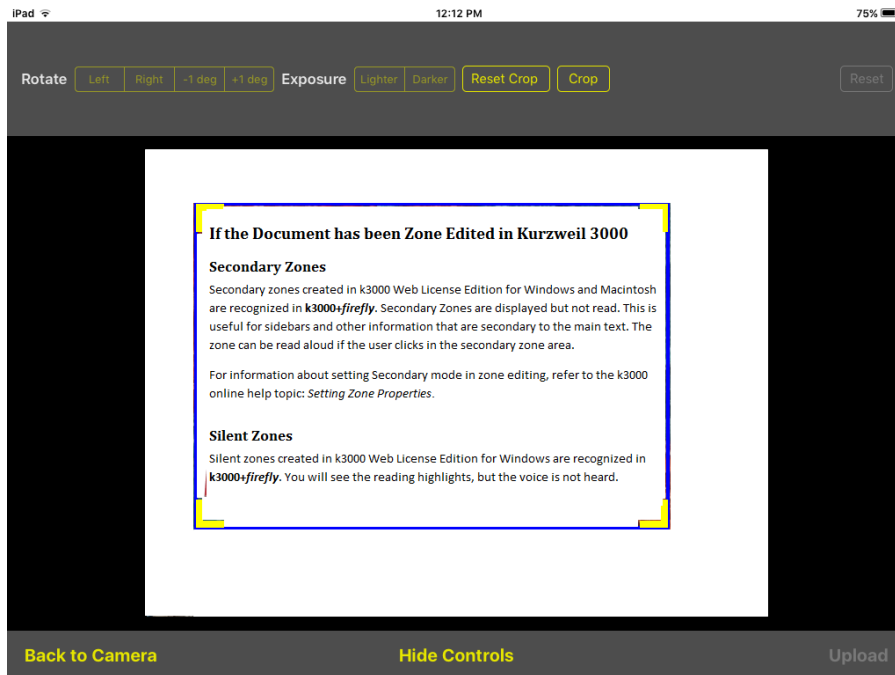 iPad 12:12 PM 75%
Rotate Left Right -1 deg +1 deg Exposure Lighter Darker Reset Crop Crop Reset
If the Document has been Zone Edited in Kurzweil 3000
Secondary Zones
Secondary zones created in k3000 Web License Edition for Windows and Macintosh
are recognized in k3000+firefly. Secondary Zones are displayed but not read. This is
useful for sidebars and other information that are secondary to the main text. The
zone can be read aloud if the user clicks in the secondary zone area.
For information about setting Secondary mode in zone editing, refer to the k3000
online help topic: Setting Zone Properties.
Silent Zones
Silent zones created in k3000 Web License Edition for Windows are recognized in
k3000+firefly. You will see the reading highlights, but the voice is not heard.
Back to Camera Hide Controls Upload